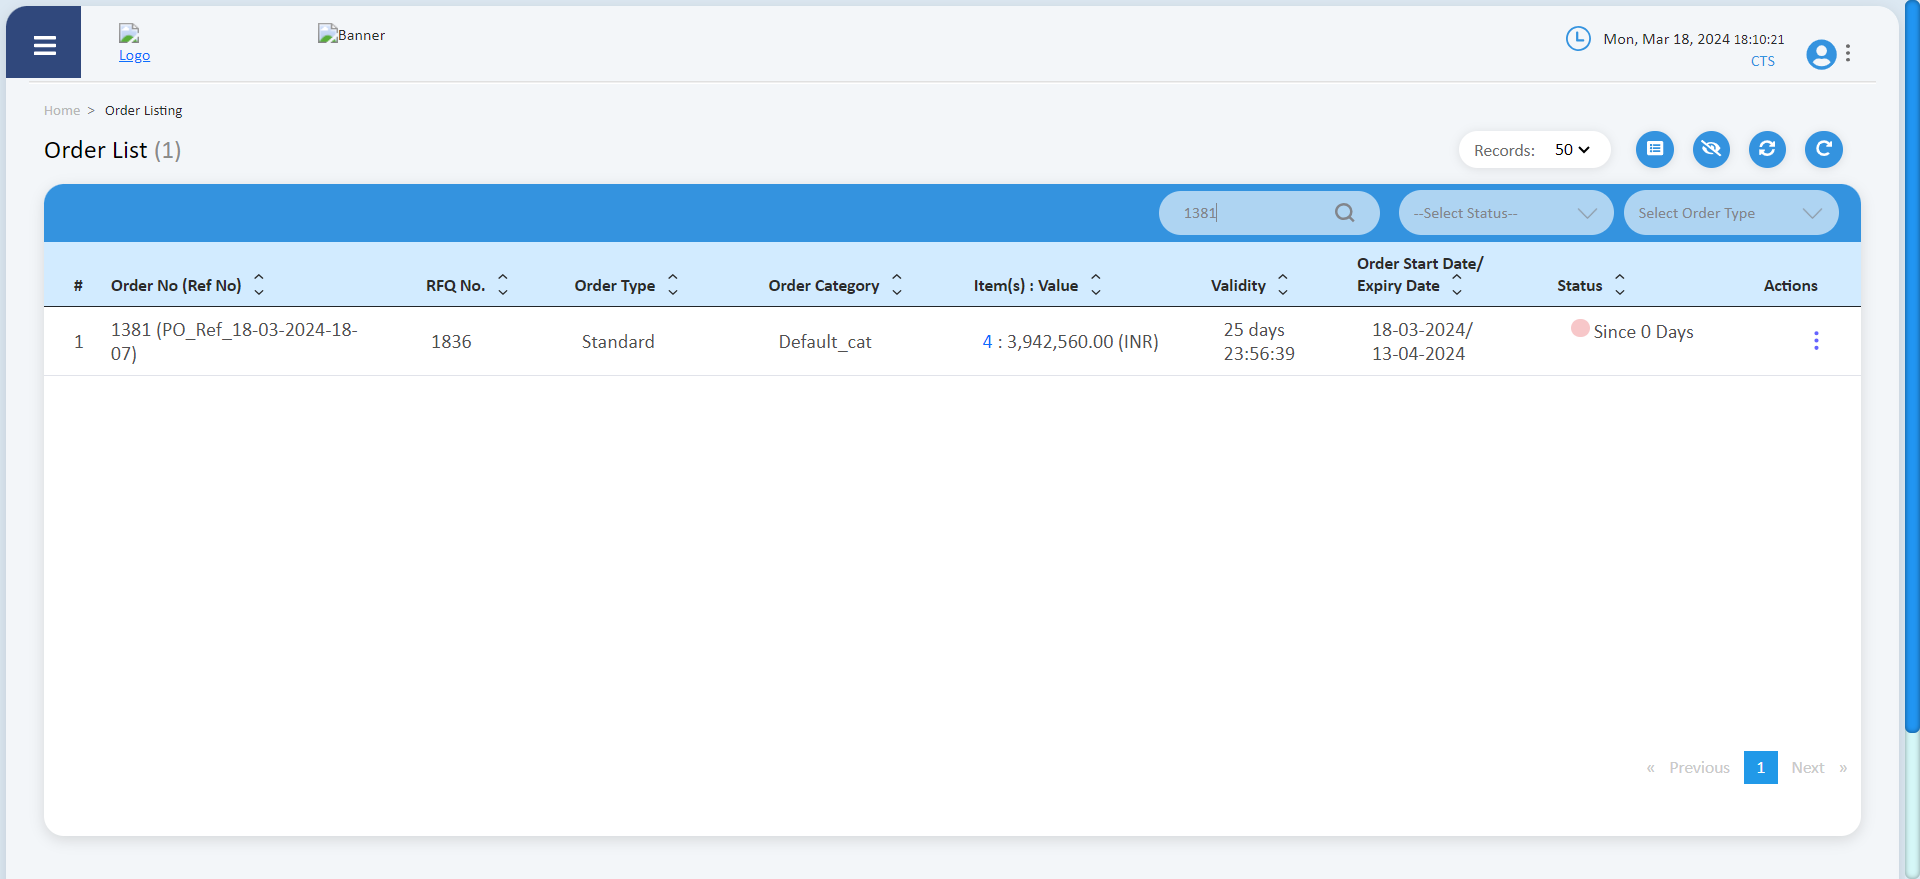 Logo
Banner
Mon, Mar 18, 2024 18:10:21
CTS
Home > Order Listing
Order List (1)
Records: 50
1381
--Select Status--
Select Order Type
# Order No (Ref No) RFQ No. Order Type Order Category Item(s) : Value Validity Order Start Date/
Expiry Date Status Actions
1 1381 (PO_Ref_18-03-2024-18-
07) 1836 Standard Default_cat 4 : 3,942,560.00 (INR) 25 days
23:56:39 18-03-2024/
13-04-2024 Since 0 Days
« Previous 1 Next »